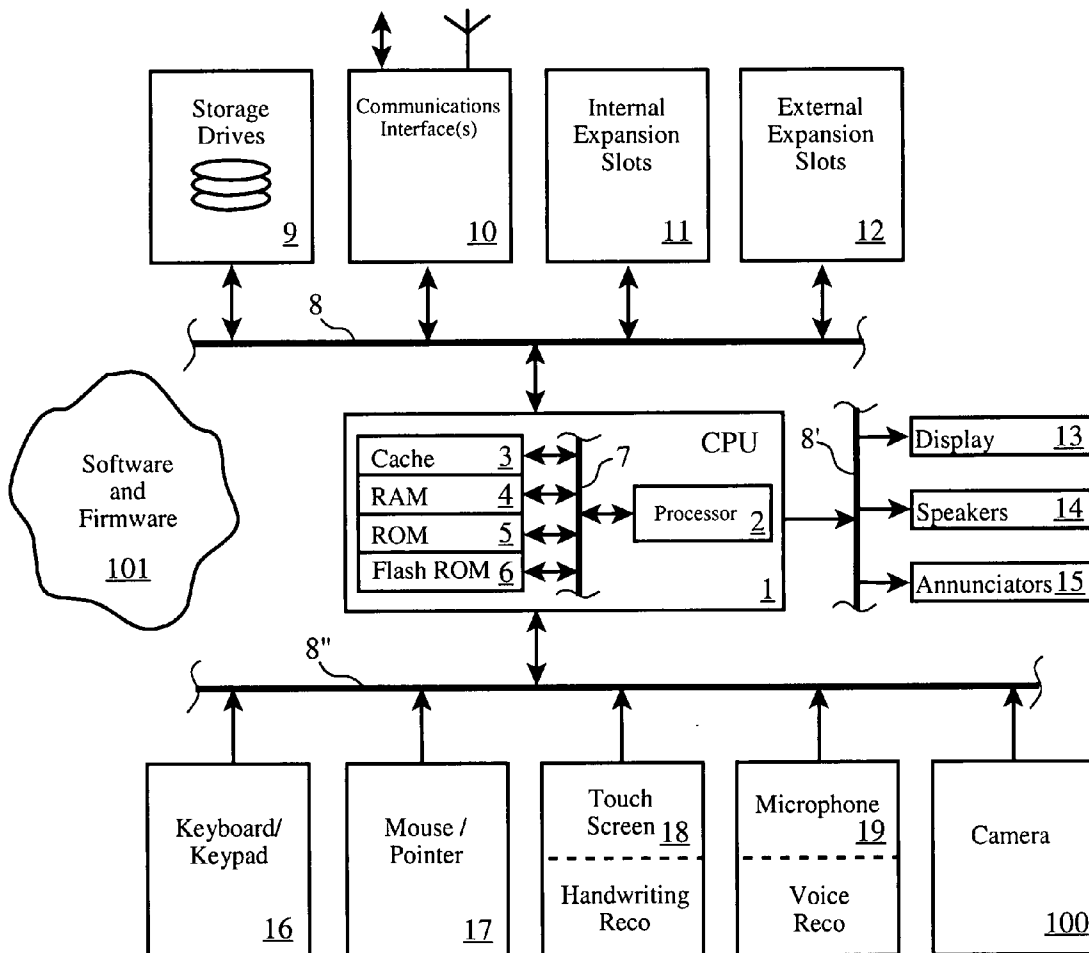 Storage
Drives
9
Communications
Interface(s)
10
Internal
Expansion
Slots
11
External
Expansion
Slots
12
8
Software
and
Firmware
101
CPU
Cache 3
RAM 4
ROM 5
Flash ROM 6
7
Processor 2
1
8'
Display 13
Speakers 14
Annunciators 15
8"
Keyboard/
Keypad
16
Mouse /
Pointer
17
Touch
Screen 18
Handwriting
Reco
Microphone
19
Voice
Reco
Camera
100